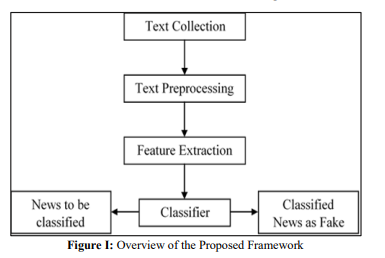 Text Collection
Text Preprocessing
Feature Extraction
News to be
classified
Classifier
Classified
News as Fake
Figure I: Overview of the Proposed Framework